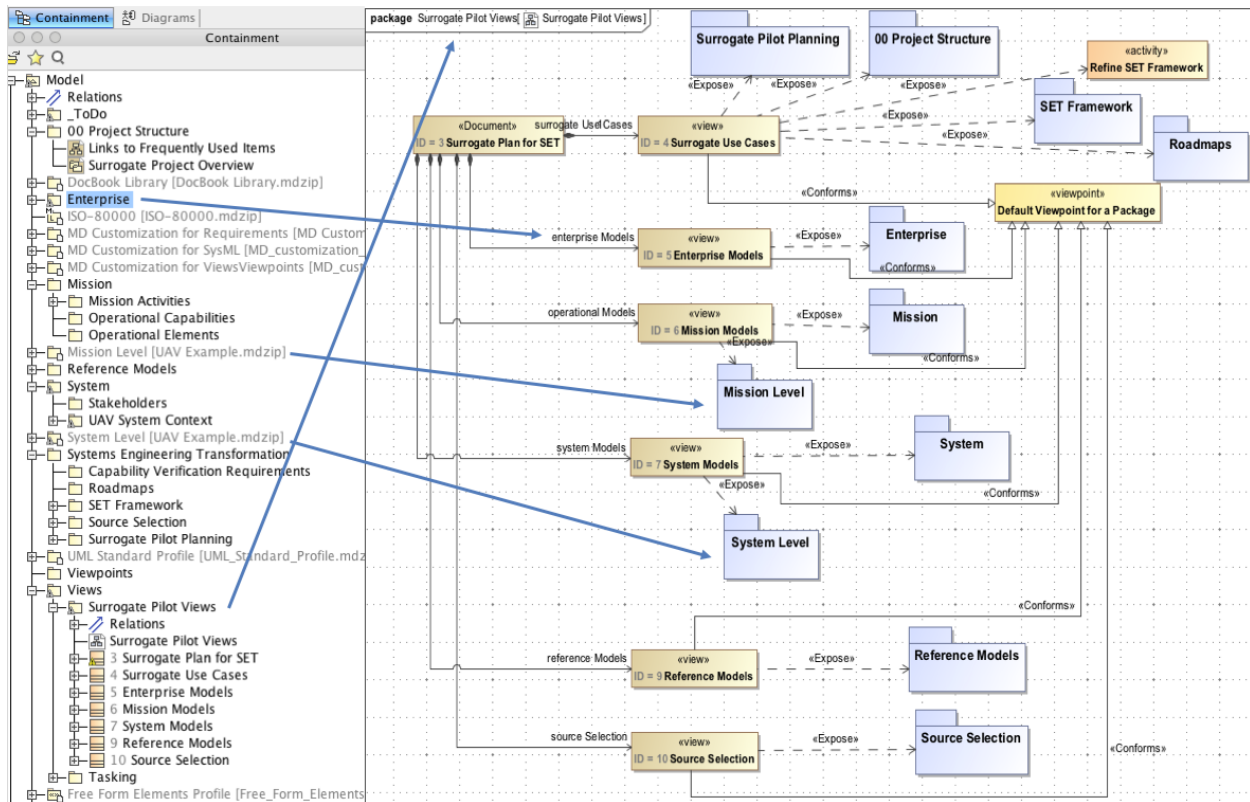 Containment
Diagrams
Containment
Model
Relations
_ToDo
00 Project Structure
Links to Frequently Used Items
Surrogate Project Overview
DocBook Library [DocBook Library.mdzip]
Enterprise
ISO-80000 [ISO-80000.mdzip]
MD Customization for Requirements [MD Custom
MD Customization for SysML [MD_customization_
MD Customization for ViewsViewpoints [MD_cust
Mission
Mission Activities
Operational Capabilities
Operational Elements
Mission Level [UAV Example.mdzip]
Reference Models
System
Stakeholders
UAV System Context
System Level [UAV Example.mdzip]
Systems Engineering Transformation
Capability Verification Requirements
Roadmaps
SET Framework
Source Selection
Surrogate Pilot Planning
UML Standard Profile [UML_Standard_Profile.mdz
Viewpoints
Views
Surrogate Pilot Views
Relations
Surrogate Pilot Views
3 Surrogate Plan for SET
4 Surrogate Use Cases
5 Enterprise Models
6 Mission Models
7 System Models
9 Reference Models
10 Source Selection
Tasking
Free Form Elements Profile [Free_Form_Elements
package Surrogate Pilot Views[ Surrogate Pilot Views ]
Surrogate Pilot Planning
00 Project Structure
«activity»
Refine SET Framework
SET Framework
Roadmaps
«Expose»
«Expose»
«Expose»
«Expose»
«Expose»
«Document»
ID = 3 Surrogate Plan for SET
surrogate Use Cases
«view»
ID = 4 Surrogate Use Cases
«Conforms»
«viewpoint»
Default Viewpoint for a Package
enterprise Models
«view»
ID = 5 Enterprise Models
«Expose»
Enterprise
«Conforms»
operational Models
«view»
ID = 6 Mission Models
«Expose»
Mission
«Expose»
«Conforms»
Mission Level
system Models
«view»
ID = 7 System Models
«Expose»
System
«Expose»
«Conforms»
System Level
«Conforms»
reference Models
«view»
ID = 9 Reference Models
«Expose»
Reference Models
source Selection
«view»
ID = 10 Source Selection
«Expose»
Source Selection
«Conforms»